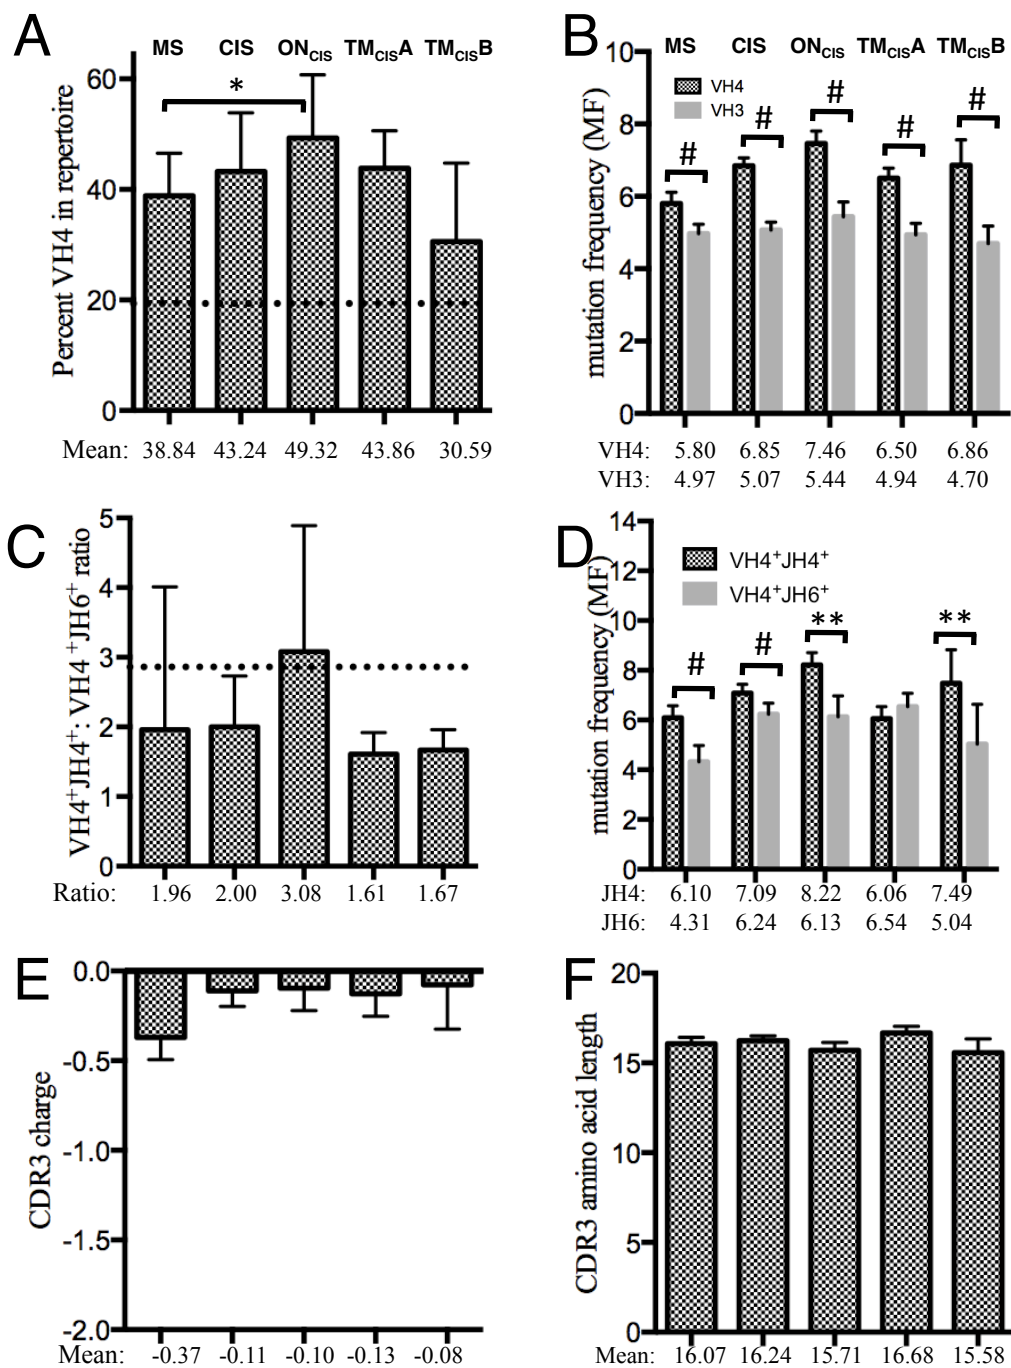 A
MS CIS ON_CIS TM_CIS A TM_CIS B
*
Percent VH4 in repertoire
60
40
20
0
Mean: 38.84 43.24 49.32 43.86 30.59
B
MS CIS ON_CIS TM_CIS A TM_CIS B
VH4
VH3
# # # # #
mutation frequency (MF)
10
8
6
4
2
0
VH4: 5.80 6.85 7.46 6.50 6.86
VH3: 4.97 5.07 5.44 4.94 4.70
C
VH4⁺JH4⁺: VH4⁺JH6⁺ ratio
5
4
3
2
1
0
Ratio: 1.96 2.00 3.08 1.61 1.67
D
VH4⁺JH4⁺
VH4⁺JH6⁺
# # ** **
mutation frequency (MF)
14
12
10
8
6
4
2
0
JH4: 6.10 7.09 8.22 6.06 7.49
JH6: 4.31 6.24 6.13 6.54 5.04
E
CDR3 charge
0.0
-0.5
-1.0
-1.5
-2.0
Mean: -0.37 -0.11 -0.10 -0.13 -0.08
F
CDR3 amino acid length
20
15
10
5
0
Mean: 16.07 16.24 15.71 16.68 15.58